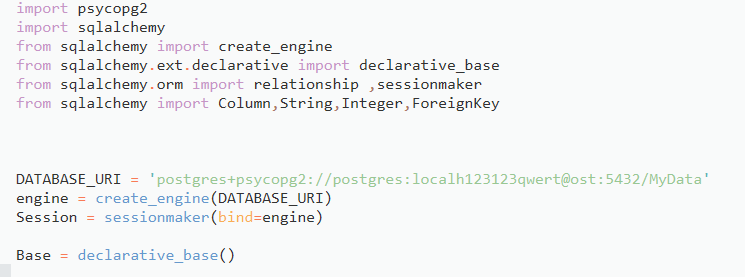 import psycopg2
import sqlalchemy
from sqlalchemy import create_engine
from sqlalchemy.ext.declarative import declarative_base
from sqlalchemy.orm import relationship ,sessionmaker
from sqlalchemy import Column,String,Integer,ForeignKey
DATABASE_URI = 'postgres+psycopg2://postgres:localh123123qwert@ost:5432/MyData'
engine = create_engine(DATABASE_URI)
Session = sessionmaker(bind=engine)
Base = declarative_base()